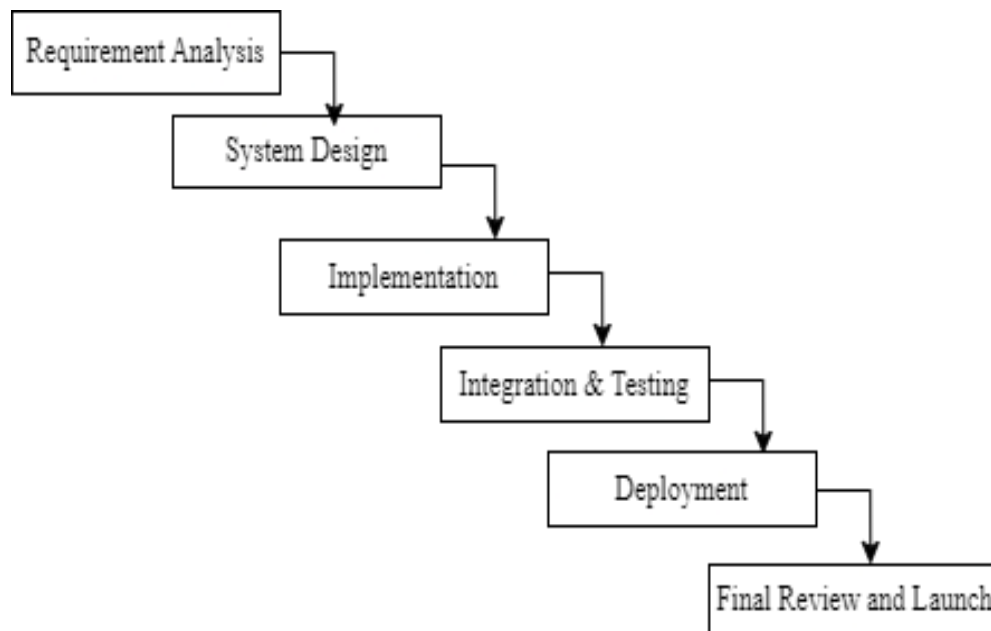 Requirement Analysis
System Design
Implementation
Integration & Testing
Deployment
Final Review and Launch